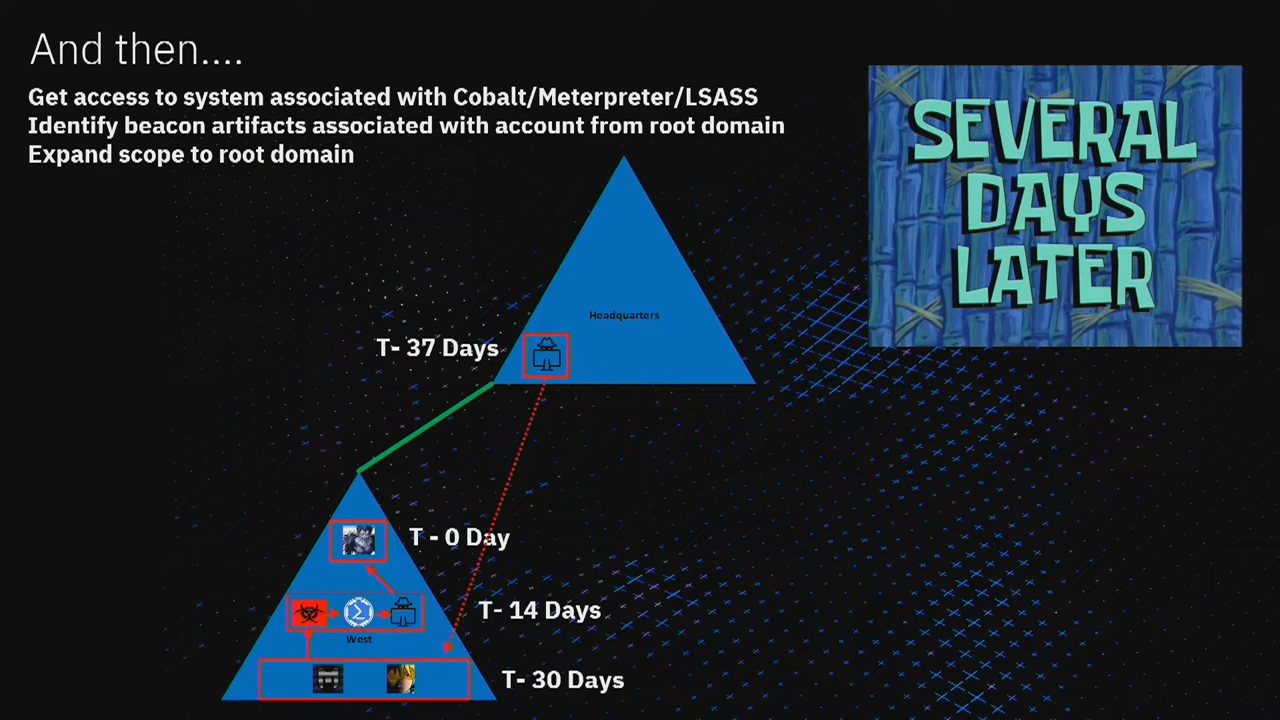 And then....
Get access to system associated with Cobalt/Meterpreter/LSASS
Identify beacon artifacts associated with account from root domain
Expand scope to root domain
SEVERAL
DAYS
LATER
Headquarters
T- 37 Days
T - 0 Day
T- 14 Days
West
T- 30 Days